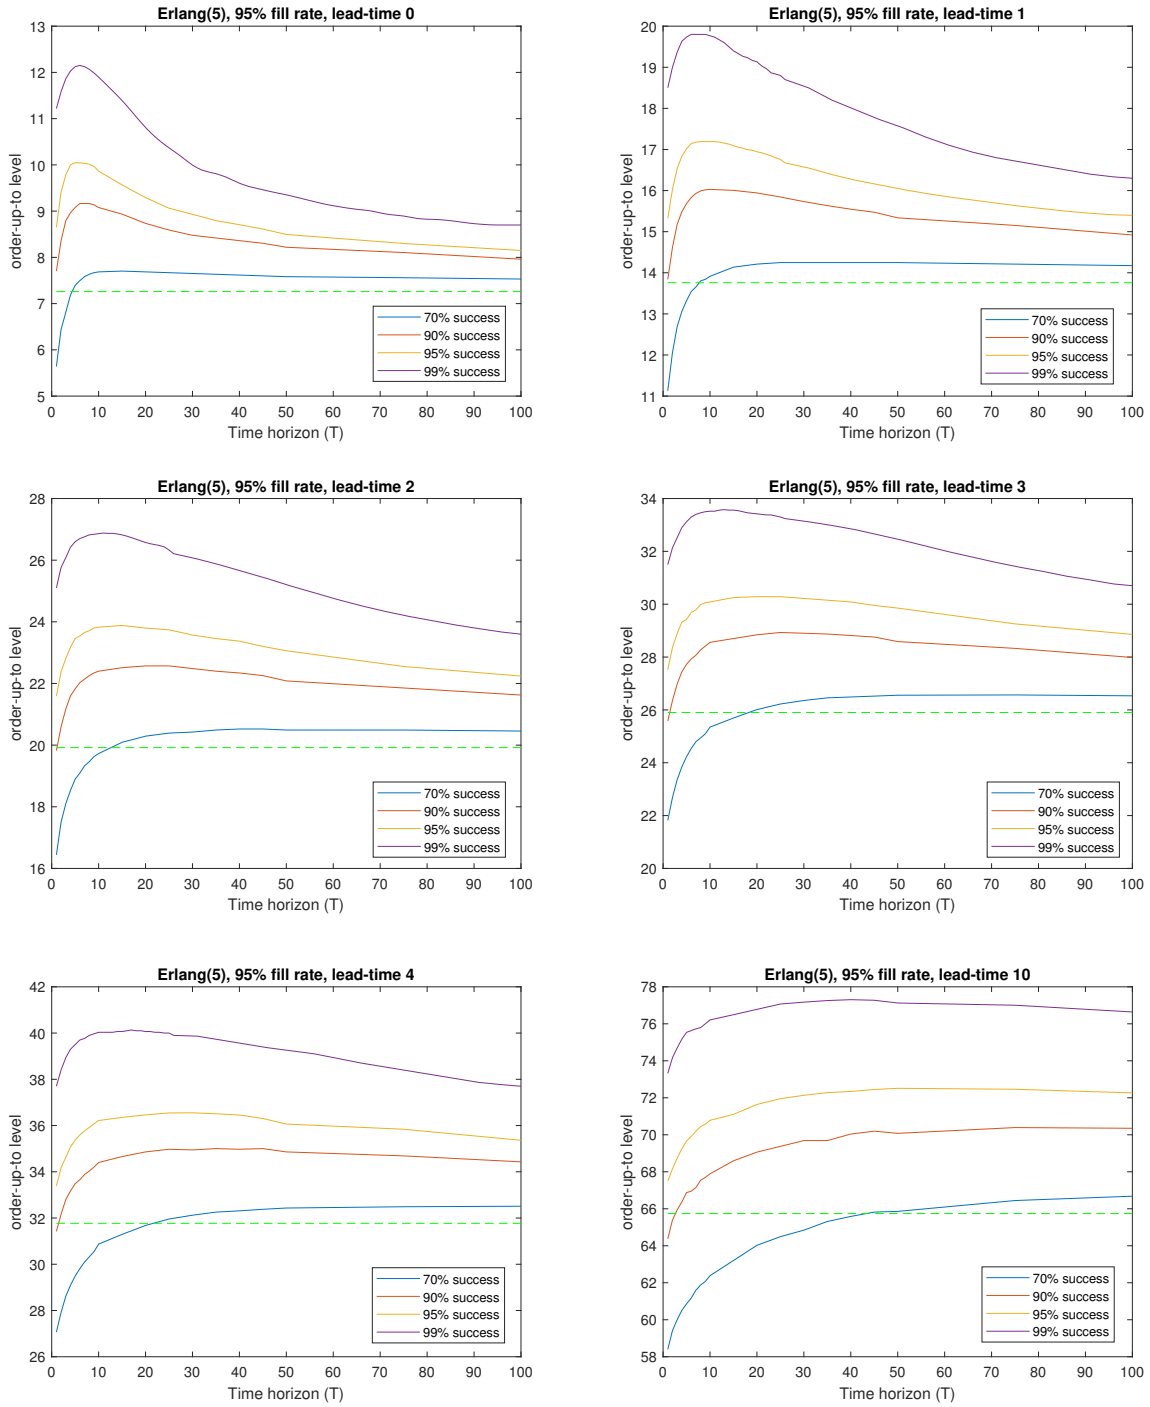 Erlang(5), 95% fill rate, lead-time 0
order-up-to level
13
12
11
10
9
8
7
6
5
0 10 20 30 40 50 60 70 80 90 100
Time horizon (T)
70% success
90% success
95% success
99% success
Erlang(5), 95% fill rate, lead-time 1
order-up-to level
20
19
18
17
16
15
14
13
12
11
0 10 20 30 40 50 60 70 80 90 100
Time horizon (T)
70% success
90% success
95% success
99% success
Erlang(5), 95% fill rate, lead-time 2
order-up-to level
28
26
24
22
20
18
16
0 10 20 30 40 50 60 70 80 90 100
Time horizon (T)
70% success
90% success
95% success
99% success
Erlang(5), 95% fill rate, lead-time 3
order-up-to level
34
32
30
28
26
24
22
20
0 10 20 30 40 50 60 70 80 90 100
Time horizon (T)
70% success
90% success
95% success
99% success
Erlang(5), 95% fill rate, lead-time 4
order-up-to level
42
40
38
36
34
32
30
28
26
0 10 20 30 40 50 60 70 80 90 100
Time horizon (T)
70% success
90% success
95% success
99% success
Erlang(5), 95% fill rate, lead-time 10
order-up-to level
78
76
74
72
70
68
66
64
62
60
58
0 10 20 30 40 50 60 70 80 90 100
Time horizon (T)
70% success
90% success
95% success
99% success